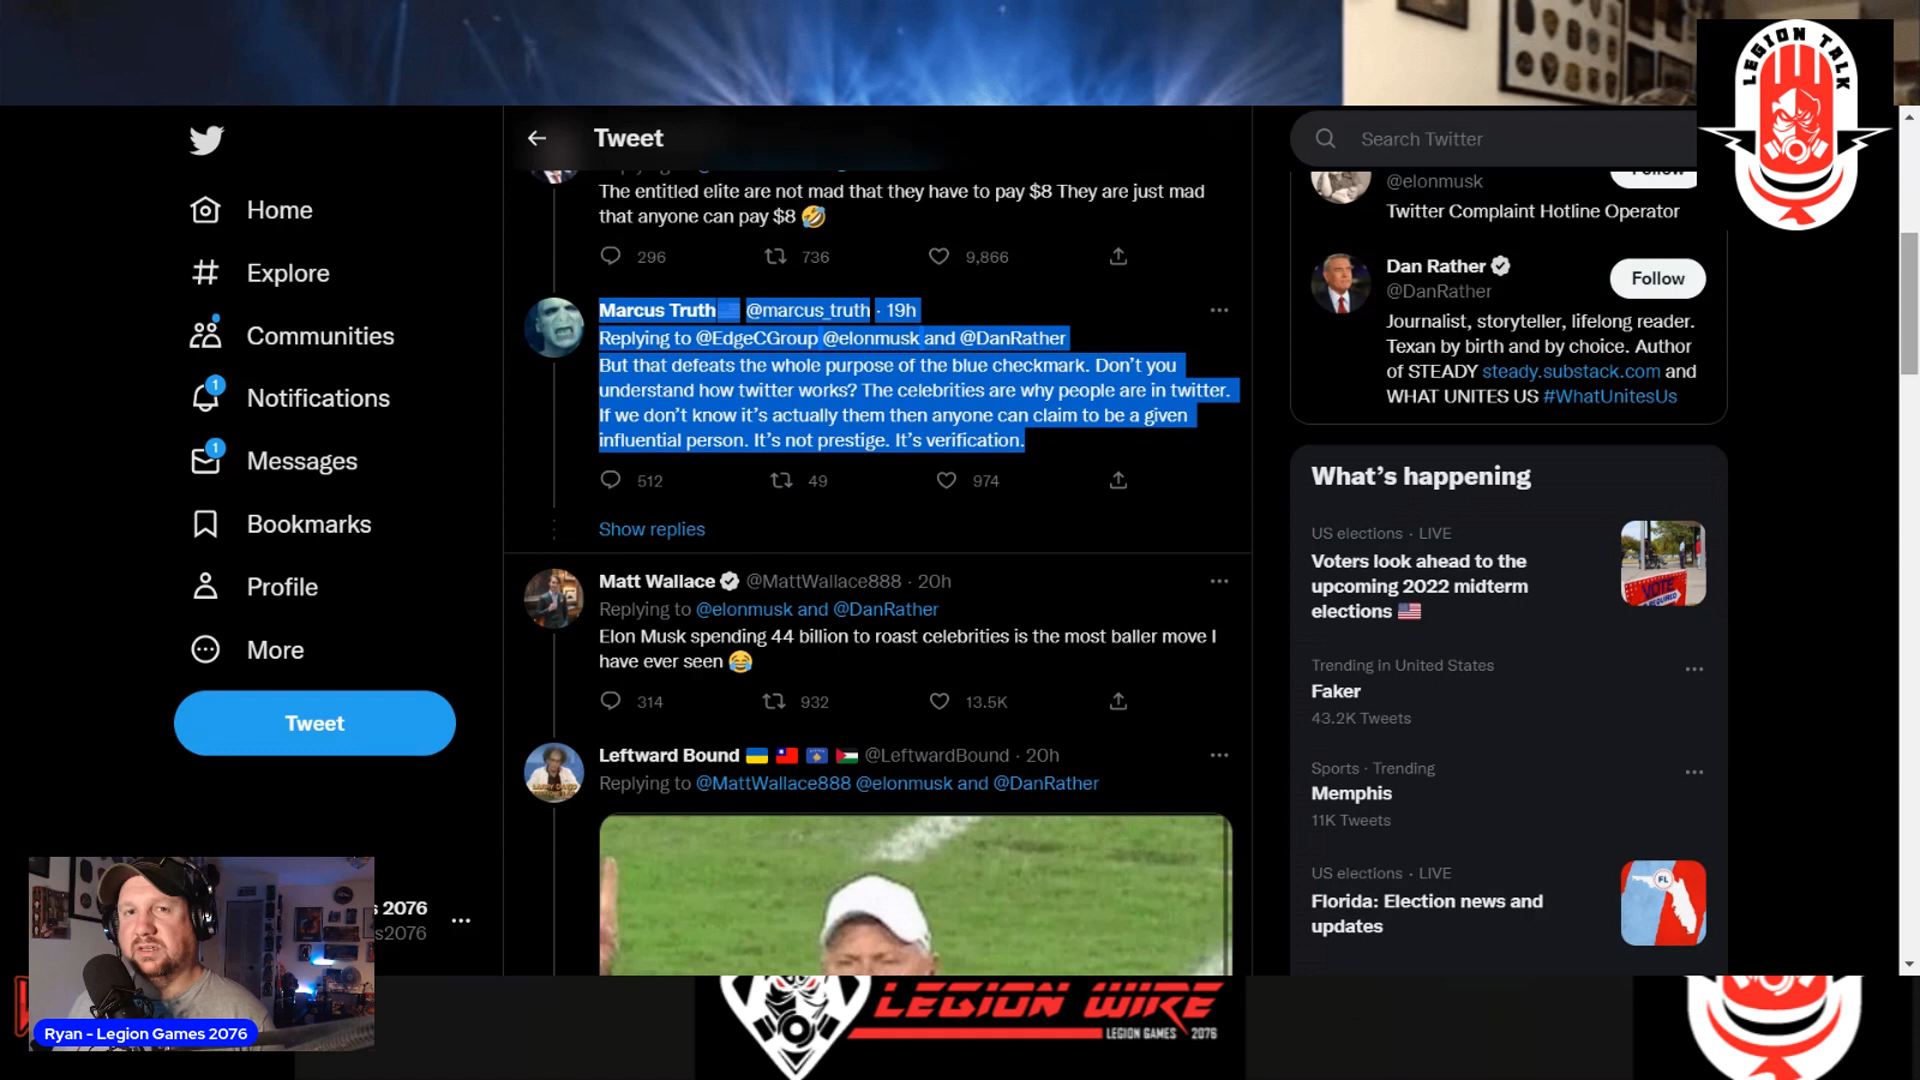 LEGION TALK
Tweet
Search Twitter
The entitled elite are not mad that they have to pay $8 They are just mad
that anyone can pay $8 🤣
296 736 9,866
Marcus Truth @marcus_truth · 19h
Replying to @EdgeCGroup @elonmusk and @DanRather
But that defeats the whole purpose of the blue checkmark. Don’t you
understand how twitter works? The celebrities are why people are in twitter.
If we don’t know it’s actually them then anyone can claim to be a given
influential person. It’s not prestige. It’s verification.
512 49 974
Show replies
Matt Wallace @MattWallace888 · 20h
Replying to @elonmusk and @DanRather
Elon Musk spending 44 billion to roast celebrities is the most baller move I
have ever seen 😂
314 932 13.5K
Leftward Bound 🇺🇦 🇹🇼 🇽🇰 🇵🇸 @LeftwardBound · 20h
Replying to @MattWallace888 @elonmusk and @DanRather
Home
Explore
Communities
1
Notifications
1
Messages
Bookmarks
Profile
More
Tweet
2076
2076
@elonmusk
Follow
Twitter Complaint Hotline Operator
Dan Rather
@DanRather
Follow
Journalist, storyteller, lifelong reader.
Texan by birth and by choice. Author
of STEADY steady.substack.com and
WHAT UNITES US #WhatUnitesUs
What’s happening
US elections · LIVE
Voters look ahead to the
upcoming 2022 midterm
elections 🇺🇸
VOTE
Trending in United States
Faker
43.2K Tweets
Sports · Trending
Memphis
11K Tweets
US elections · LIVE
Florida: Election news and
updates
FL
Ryan - Legion Games 2076
LEGION WIRE
LEGION GAMES 2076